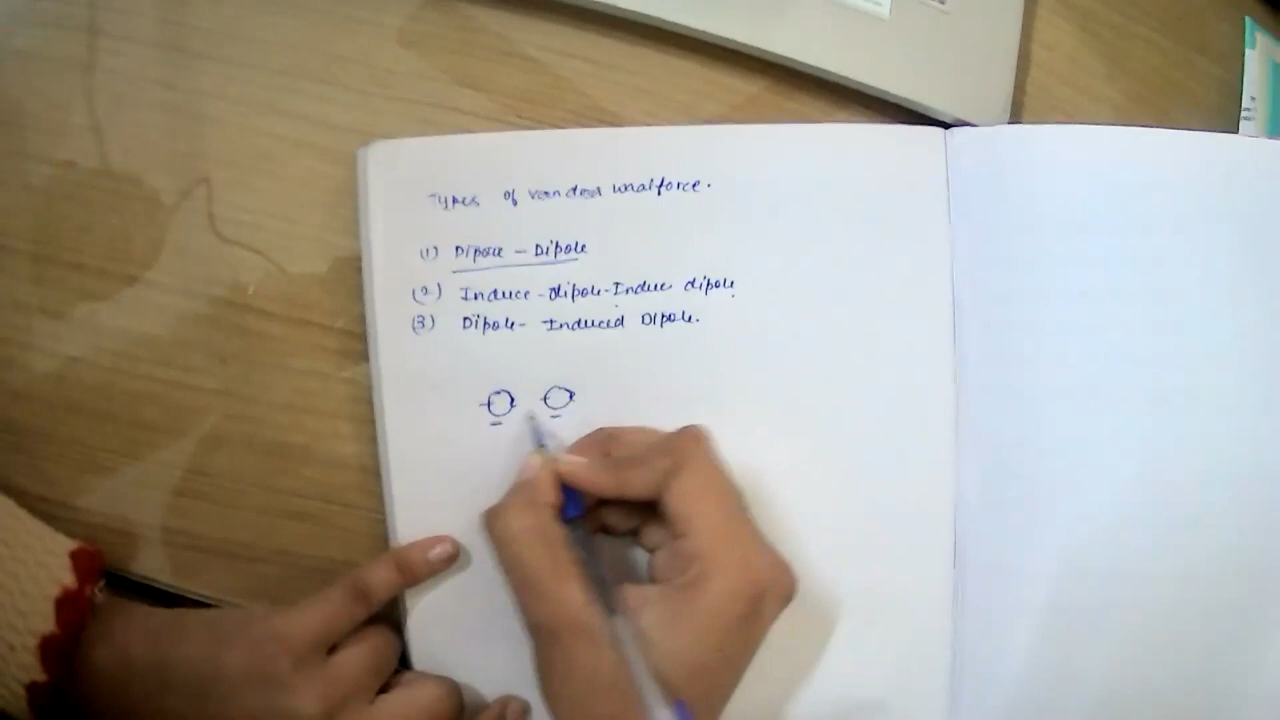 Types of vander waalforce.
(1) Dipole - Dipole
(2) Induce - dipole - Induce dipole
(3) Dipole - Induced Dipole.